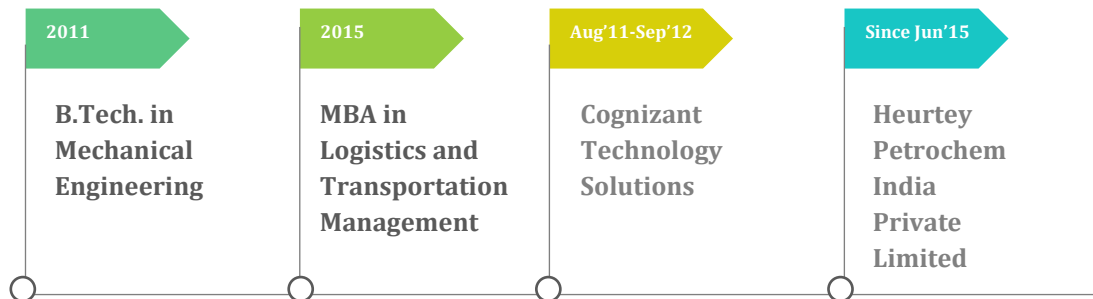 2011
B.Tech. in
Mechanical
Engineering
2015
MBA in
Logistics and
Transportation
Management
Aug'11-Sep'12
Cognizant
Technology
Solutions
Since Jun'15
Heurtey
Petrochem
India
Private
Limited